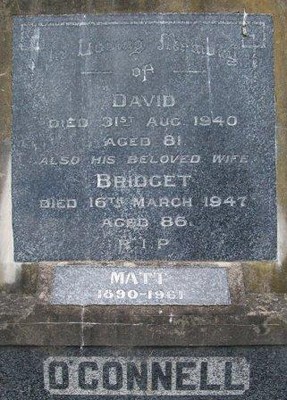 In Loving Memory
of
DAVID
DIED 31ST AUG 1940
AGED 81
ALSO HIS BELOVED WIFE
BRIDGET
DIED 16TH MARCH 1947
AGED 86
R.I.P
MATT
1890-1961
O'CONNELL